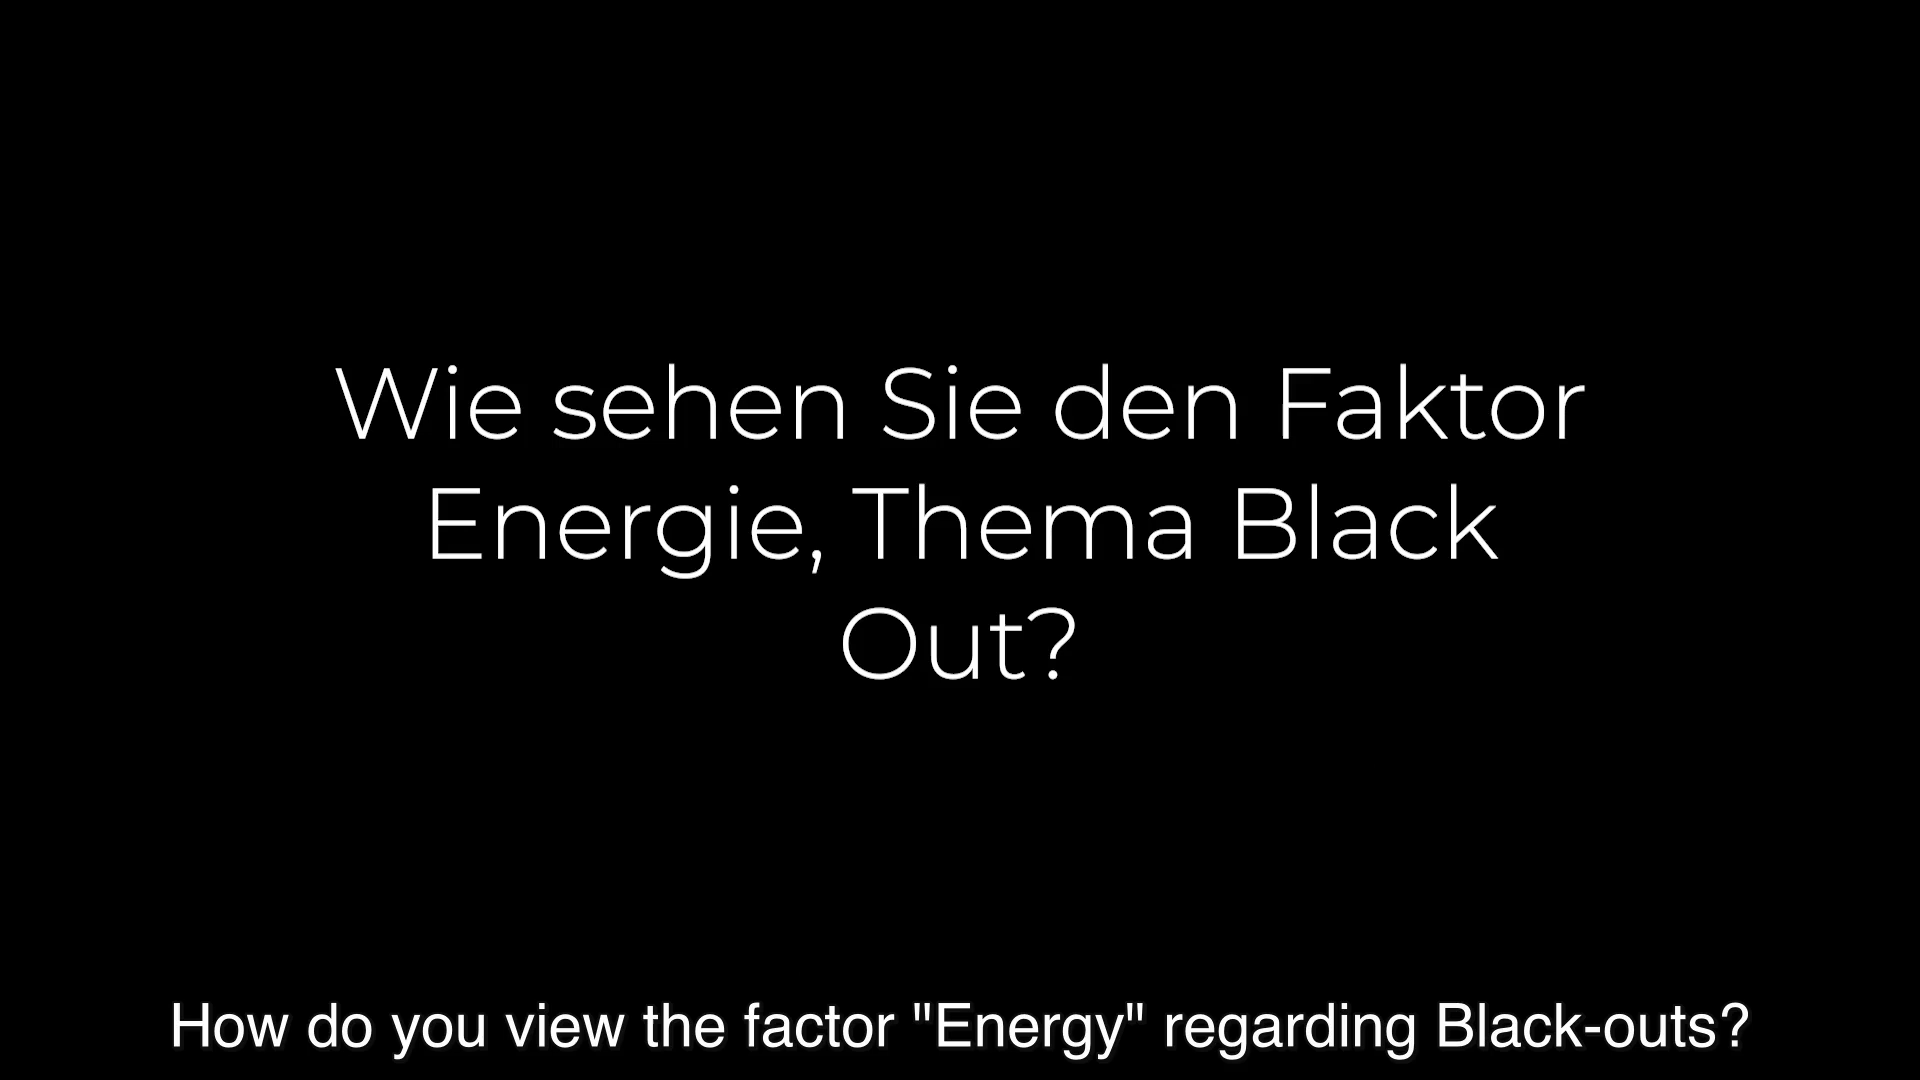 Wie sehen Sie den Faktor
Energie, Thema Black
Out?
How do you view the factor "Energy" regarding Black-outs?